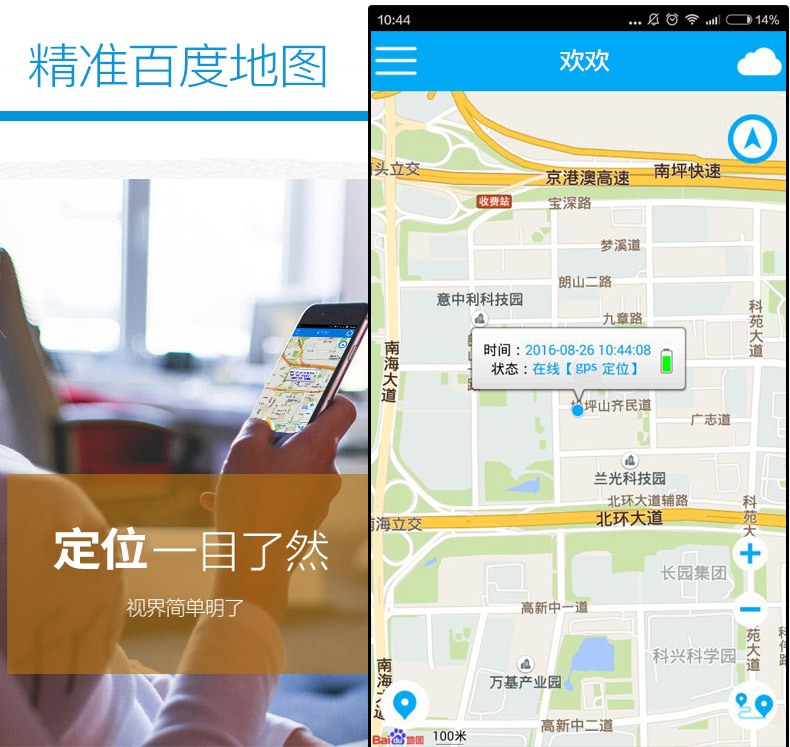 精准百度地图
定位一目了然
视界简单明了
10:44
14%
欢欢
头立交
京港澳高速
南坪快速
收费站
宝深路
梦溪道
朗山二路
意中利科技园
科苑大道
九章路
南海大道
时间：2016-08-26 10:44:08
状态：在线【gps 定位】
坪山齐民道
广志道
兰光科技园
北环大道辅路
北环大道
海立交
科苑大
长园集团
高新中一道
苑大道
科兴科学园
万基产业园
南海大
高新中二道
Bai du 地图
100米